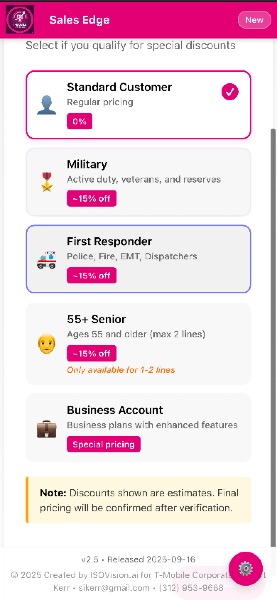 Sales Edge
New
Select if you qualify for special discounts
Standard Customer
Regular pricing
0%
Military
Active duty, veterans, and reserves
~15% off
First Responder
Police, Fire, EMT, Dispatchers
~15% off
55+ Senior
Ages 55 and older (max 2 lines)
~15% off
Only available for 1-2 lines
Business Account
Business plans with enhanced features
Special pricing
Note: Discounts shown are estimates. Final
pricing will be confirmed after verification.
v2.5 • Released 2025-09-16
© 2025 Created by ISOVision.ai for T-Mobile Corporate
Kerr • sikerr@gmail.com • (312) 953-9668